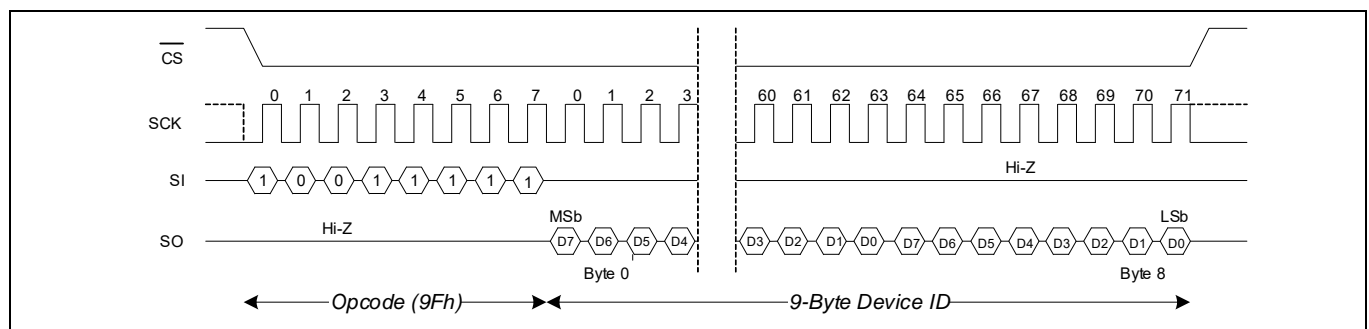 CS
0 1 2 3 4 5 6 7 0 1 2 3 60 61 62 63 64 65 66 67 68 69 70 71
SCK
Hi-Z
SI 1 0 0 1 1 1 1 1
MSb LSb
Hi-Z
SO D7 D6 D5 D4 D3 D2 D1 D0 D7 D6 D5 D4 D3 D2 D1 D0
Byte 0 Byte 8
Opcode (9Fh) 9-Byte Device ID